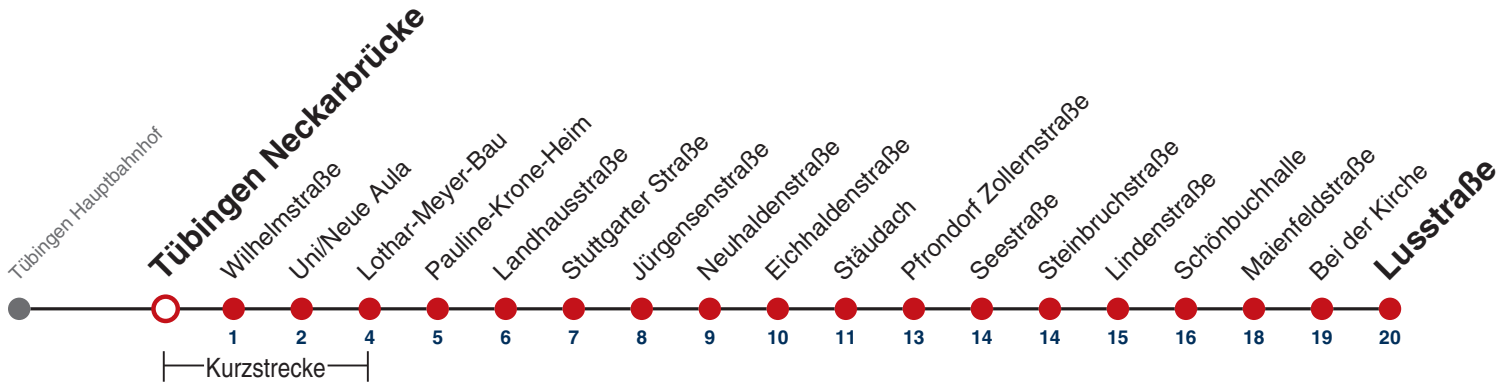 Tübingen Hauptbahnhof
Tübingen Neckarbrücke
Wilhelmstraße
Uni/Neue Aula
Lothar-Meyer-Bau
Pauline-Krone-Heim
Landhausstraße
Stuttgarter Straße
Jürgensenstraße
Neuhaldenstraße
Eichhaldenstraße
Stäudach
Pfrondorf Zollernstraße
Seestraße
Steinbruchstraße
Lindenstraße
Schönbuchhalle
Maienfeldstraße
Bei der Kirche
Lusstraße
1 2 4 5 6 7 8 9 10 11 13 14 14 15 16 18 19 20
Kurzstrecke